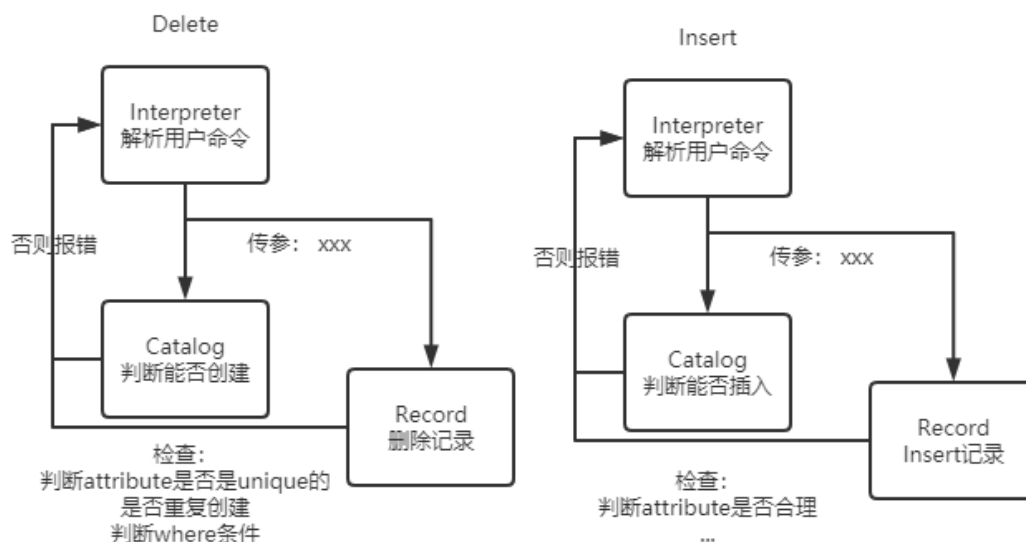 Delete
Interpreter
解析用户命令
否则报错
传参： xxx
Catalog
判断能否创建
Record
删除记录
检查：
判断attribute是否是unique的
是否重复创建
判断where条件
Insert
Interpreter
解析用户命令
否则报错
传参： xxx
Catalog
判断能否插入
Record
Insert记录
检查：
判断attribute是否合理
...